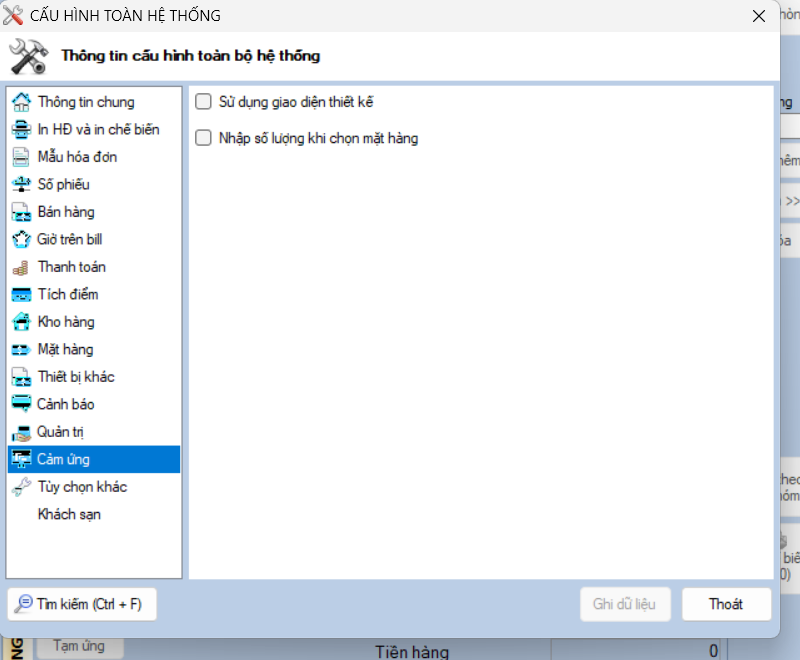 CẤU HÌNH TOÀN HỆ THỐNG
Thông tin cấu hình toàn bộ hệ thống
Thông tin chung
In HĐ và in chế biến
Mẫu hóa đơn
Số phiếu
Bán hàng
Giờ trên bill
Thanh toán
Tích điểm
Kho hàng
Mặt hàng
Thiết bị khác
Cảnh báo
Quản trị
Cảm ứng
Tùy chọn khác
Khách sạn
Sử dụng giao diện thiết kế
Nhập số lượng khi chọn mặt hàng
Tìm kiếm (Ctrl + F)
Ghi dữ liệu
Thoát
>>
Tạm ứng
Tiền hàng
0